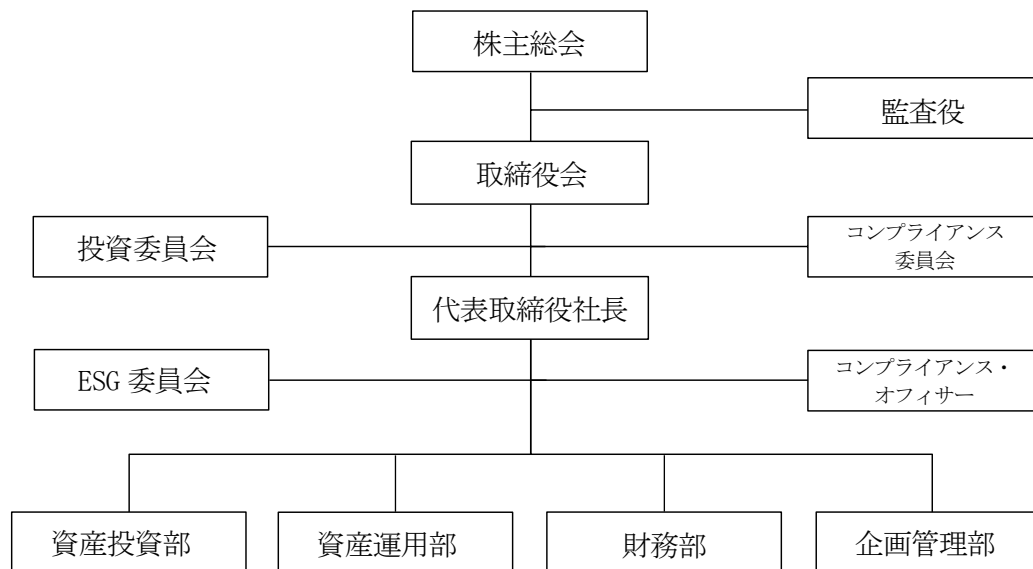 株主総会
監査役
取締役会
投資委員会
コンプライアンス
委員会
代表取締役社長
ESG 委員会
コンプライアンス・
オフィサー
資産投資部
資産運用部
財務部
企画管理部